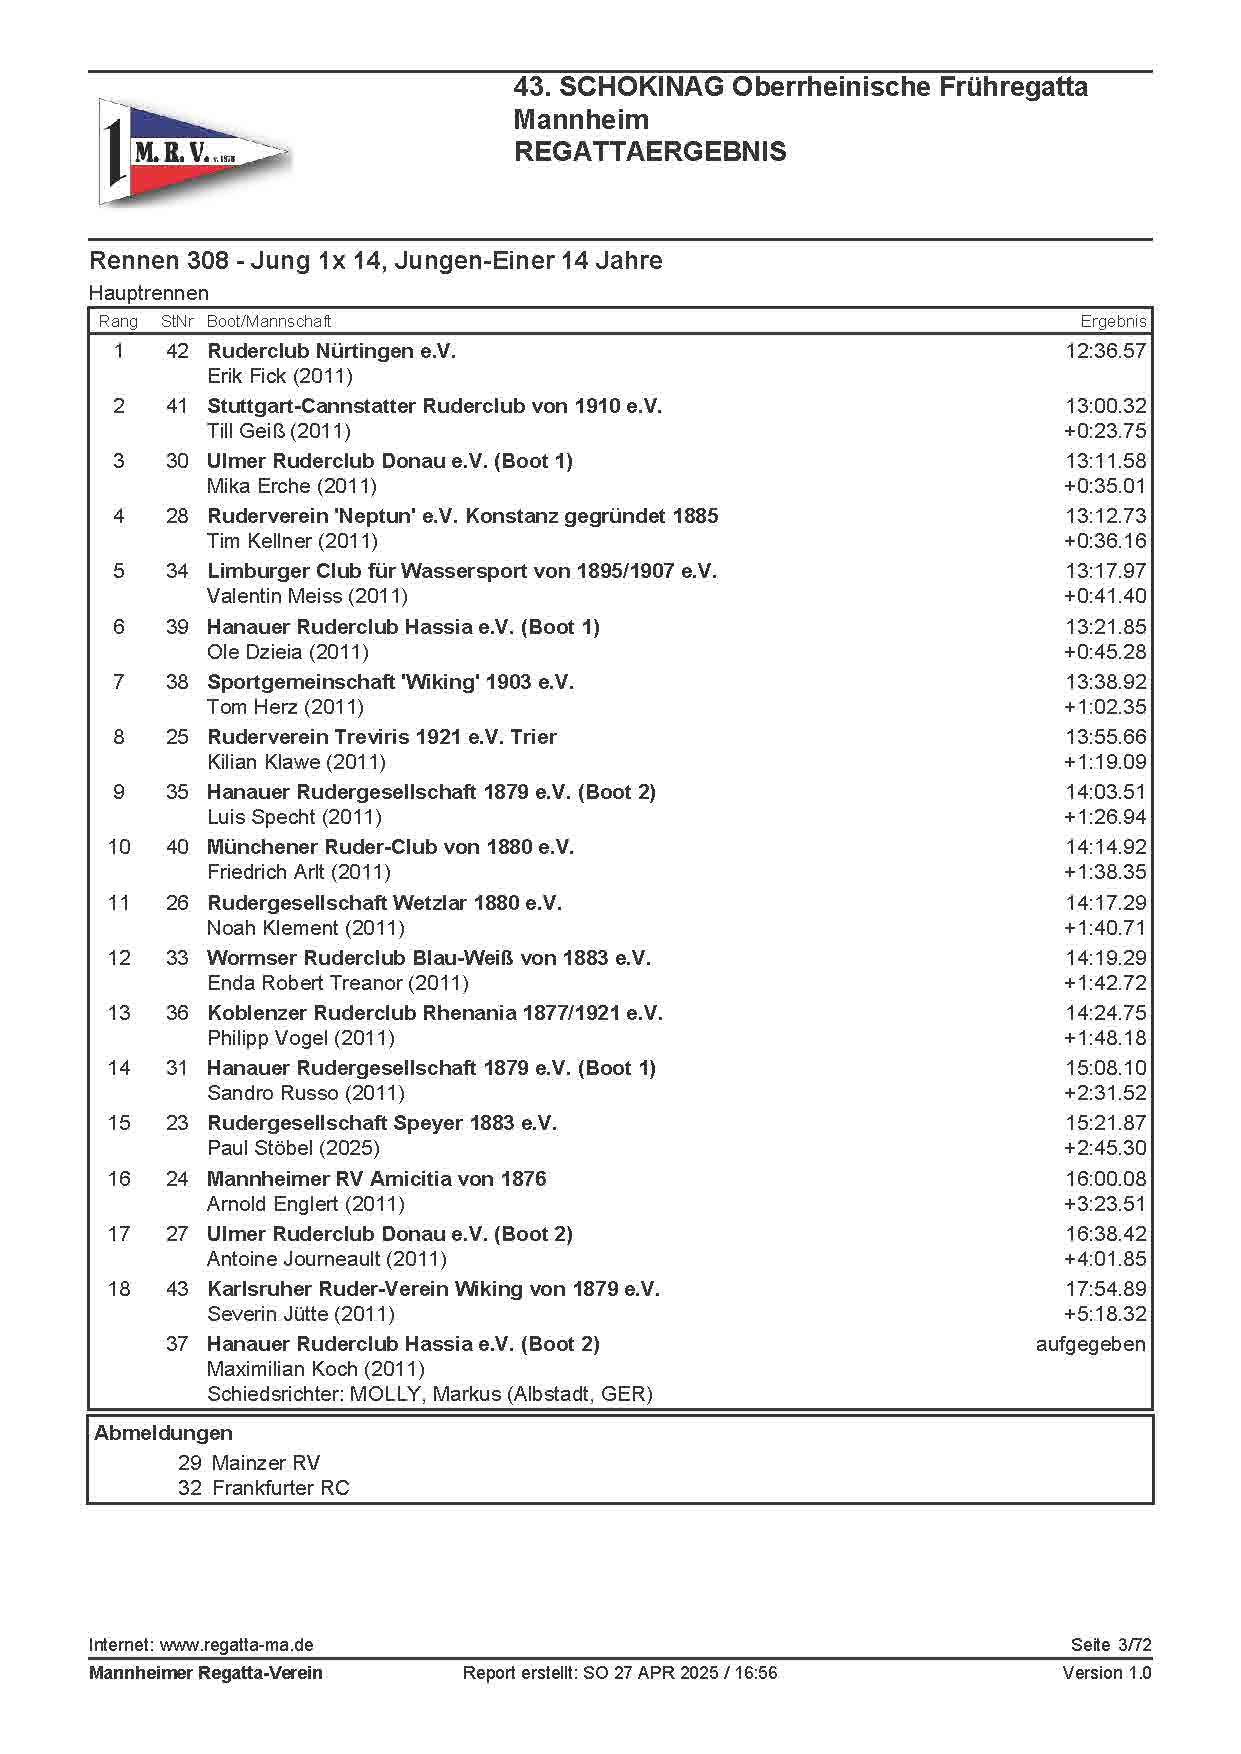 43. SCHOKINAG Oberrheinische Frühregatta
Mannheim
REGATTAERGEBNIS
1 M. R. V. v. 1878
Rennen 308 - Jung 1x 14, Jungen-Einer 14 Jahre
Hauptrennen
Rang StNr Boot/Mannschaft Ergebnis
1 42 Ruderclub Nürtingen e.V. 12:36.57
Erik Fick (2011)
2 41 Stuttgart-Cannstatter Ruderclub von 1910 e.V. 13:00.32
Till Geiß (2011) +0:23.75
3 30 Ulmer Ruderclub Donau e.V. (Boot 1) 13:11.58
Mika Erche (2011) +0:35.01
4 28 Ruderverein 'Neptun' e.V. Konstanz gegründet 1885 13:12.73
Tim Kellner (2011) +0:36.16
5 34 Limburger Club für Wassersport von 1895/1907 e.V. 13:17.97
Valentin Meiss (2011) +0:41.40
6 39 Hanauer Ruderclub Hassia e.V. (Boot 1) 13:21.85
Ole Dzieia (2011) +0:45.28
7 38 Sportgemeinschaft 'Wiking' 1903 e.V. 13:38.92
Tom Herz (2011) +1:02.35
8 25 Ruderverein Treviris 1921 e.V. Trier 13:55.66
Kilian Klawe (2011) +1:19.09
9 35 Hanauer Rudergesellschaft 1879 e.V. (Boot 2) 14:03.51
Luis Specht (2011) +1:26.94
10 40 Münchener Ruder-Club von 1880 e.V. 14:14.92
Friedrich Arlt (2011) +1:38.35
11 26 Rudergesellschaft Wetzlar 1880 e.V. 14:17.29
Noah Klement (2011) +1:40.71
12 33 Wormser Ruderclub Blau-Weiß von 1883 e.V. 14:19.29
Enda Robert Treanor (2011) +1:42.72
13 36 Koblenzer Ruderclub Rhenania 1877/1921 e.V. 14:24.75
Philipp Vogel (2011) +1:48.18
14 31 Hanauer Rudergesellschaft 1879 e.V. (Boot 1) 15:08.10
Sandro Russo (2011) +2:31.52
15 23 Rudergesellschaft Speyer 1883 e.V. 15:21.87
Paul Stöbel (2025) +2:45.30
16 24 Mannheimer RV Amicitia von 1876 16:00.08
Arnold Englert (2011) +3:23.51
17 27 Ulmer Ruderclub Donau e.V. (Boot 2) 16:38.42
Antoine Journeault (2011) +4:01.85
18 43 Karlsruher Ruder-Verein Wiking von 1879 e.V. 17:54.89
Severin Jütte (2011) +5:18.32
37 Hanauer Ruderclub Hassia e.V. (Boot 2) aufgegeben
Maximilian Koch (2011)
Schiedsrichter: MOLLY, Markus (Albstadt, GER)
Abmeldungen
29 Mainzer RV
32 Frankfurter RC
Internet: www.regatta-ma.de Seite 3/72
Mannheimer Regatta-Verein Report erstellt: SO 27 APR 2025 / 16:56 Version 1.0